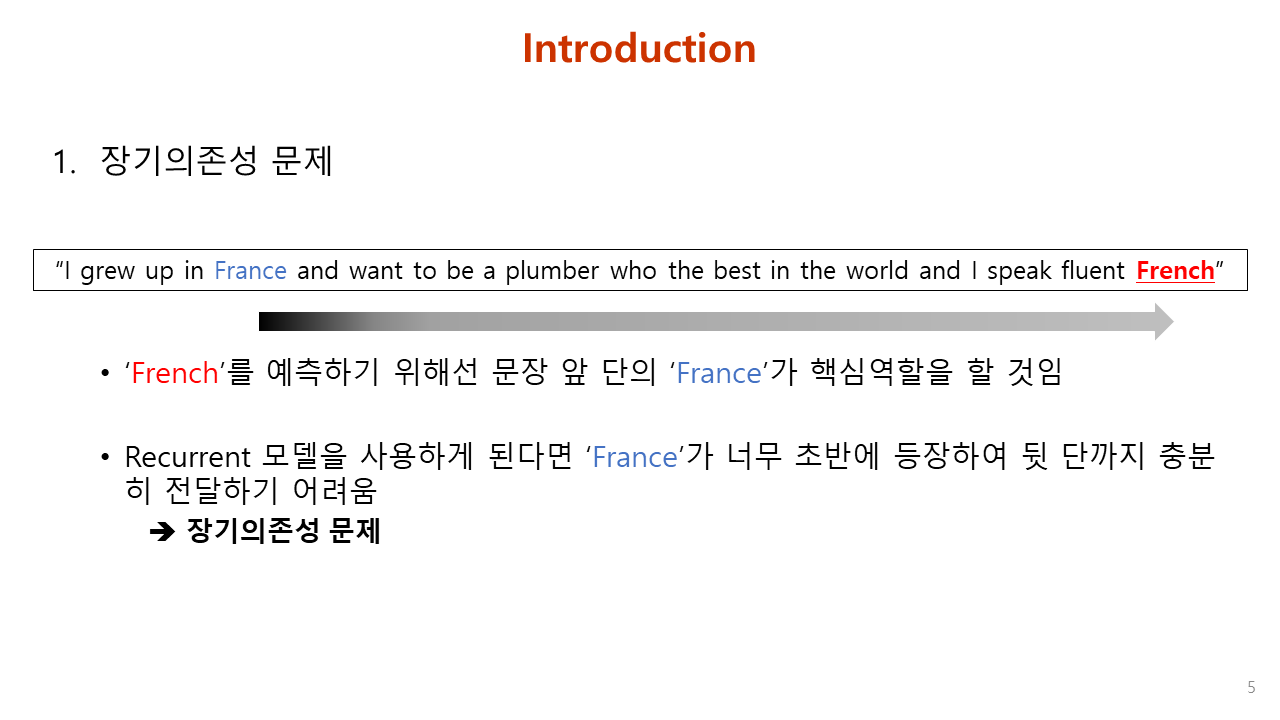 Introduction
1. 장기의존성 문제
“I grew up in France and want to be a plumber who the best in the world and I speak fluent French”
• ‘French’를 예측하기 위해선 문장 앞 단의 ‘France’가 핵심역할을 할 것임
• Recurrent 모델을 사용하게 된다면 ‘France’가 너무 초반에 등장하여 뒷 단까지 충분
히 전달하기 어려움
➔ 장기의존성 문제
5